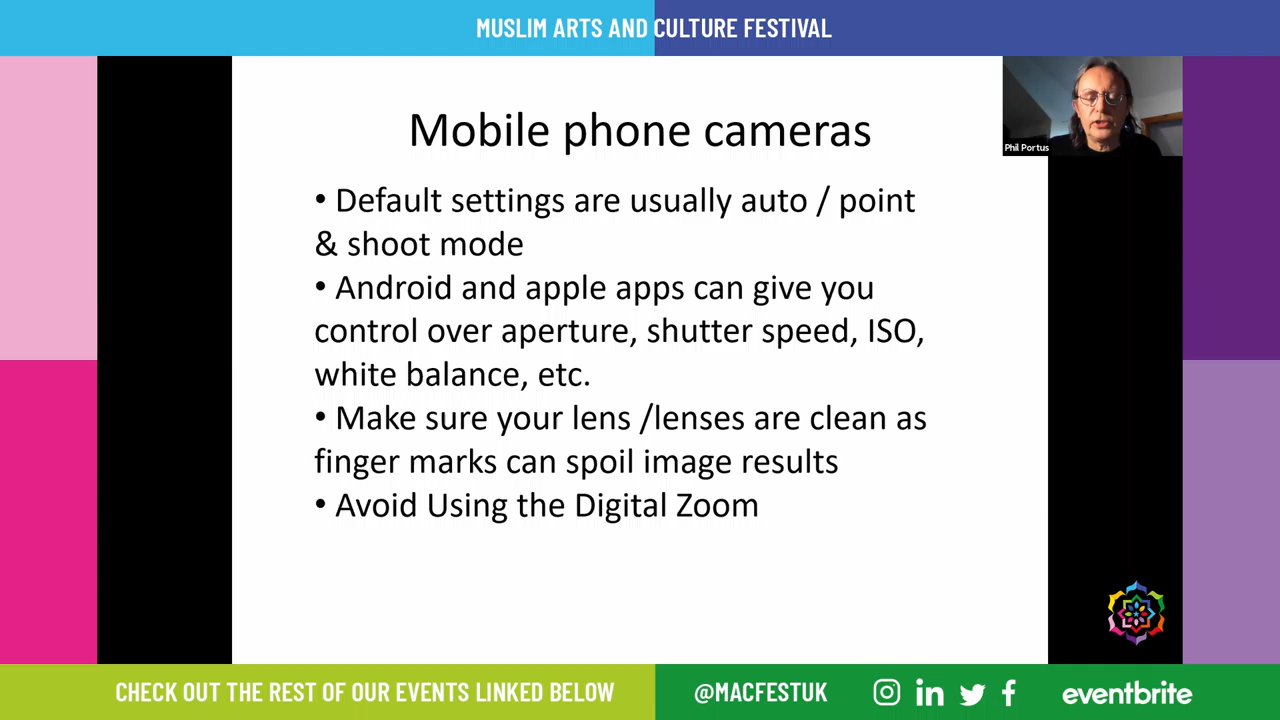 MUSLIM ARTS AND CULTURE FESTIVAL
Mobile phone cameras
Phil Portus
• Default settings are usually auto / point
& shoot mode
• Android and apple apps can give you
control over aperture, shutter speed, ISO,
white balance, etc.
• Make sure your lens /lenses are clean as
finger marks can spoil image results
• Avoid Using the Digital Zoom
CHECK OUT THE REST OF OUR EVENTS LINKED BELOW
@MACFESTUK
eventbrite